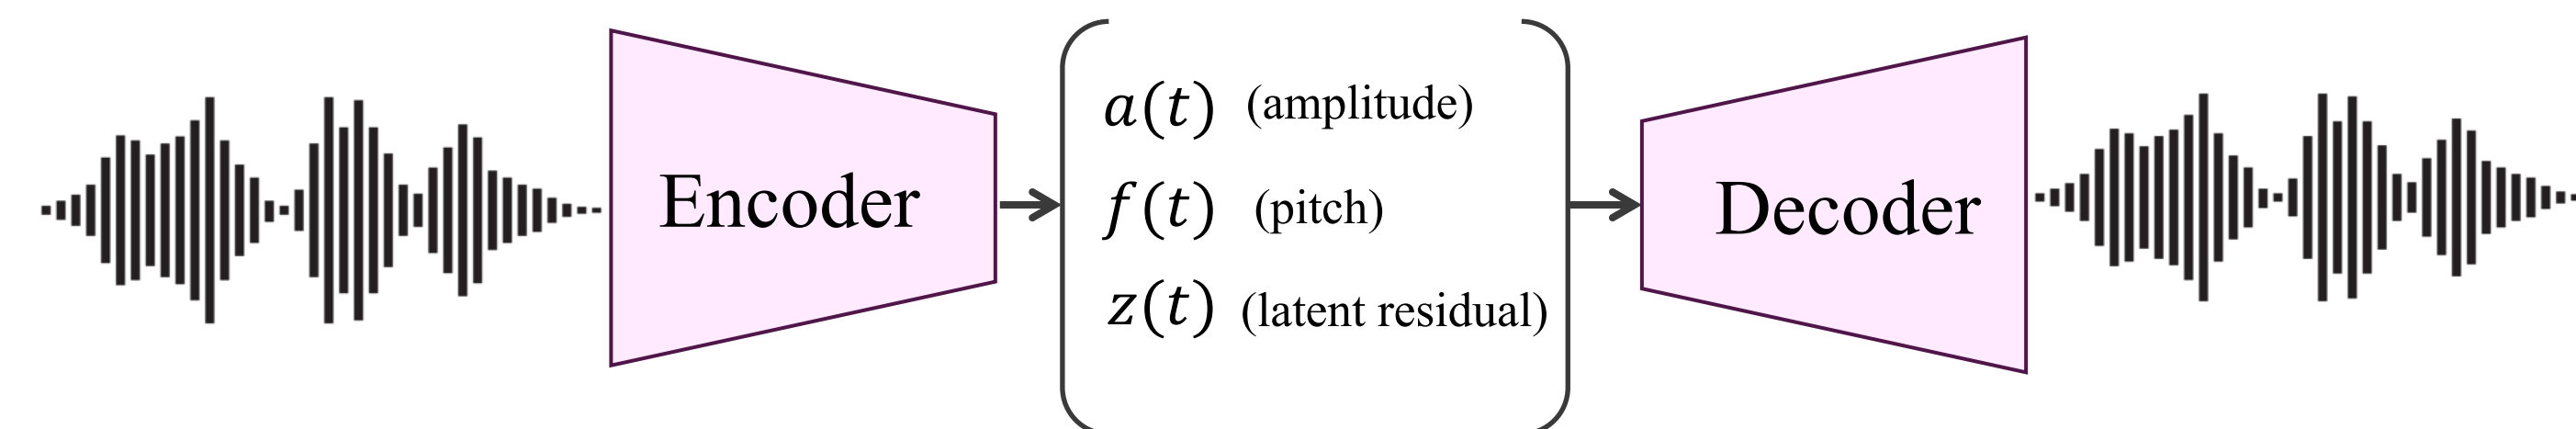 Encoder
a(t) (amplitude)
f(t) (pitch)
z(t) (latent residual)
Decoder